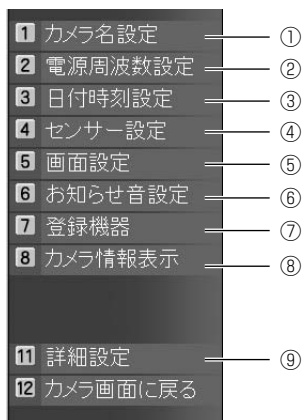 1 カメラ名設定 ①
2 電源周波数設定 ②
3 日付時刻設定 ③
4 センサー設定 ④
5 画面設定 ⑤
6 お知らせ音設定 ⑥
7 登録機器 ⑦
8 カメラ情報表示 ⑧
11 詳細設定 ⑨
12 カメラ画面に戻る